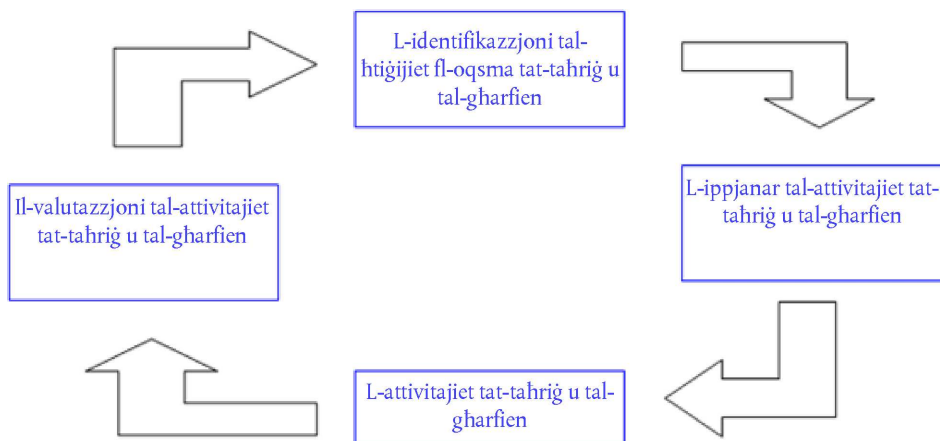 L-identifikazzjoni tal-
ħtiġijiet fl-oqsma tat-taħriġ u
tal-għarfien
L-ippjanar tal-attivitajiet tat-
taħriġ u tal-għarfien
L-attivitajiet tat-taħriġ u tal-
għarfien
Il-valutazzjoni tal-attivitajiet
tat-taħriġ u tal-għarfien